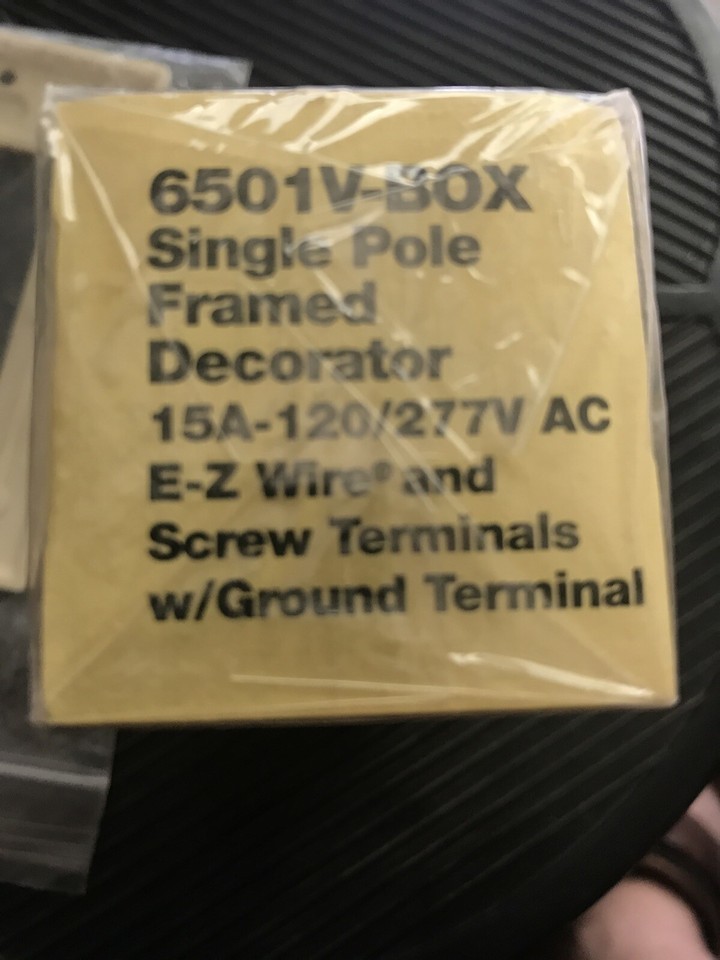 6501V-BOX
Single Pole
Framed
Decorator
15A-120/277V AC
E-Z Wire® and
Screw Terminals
w/Ground Terminal